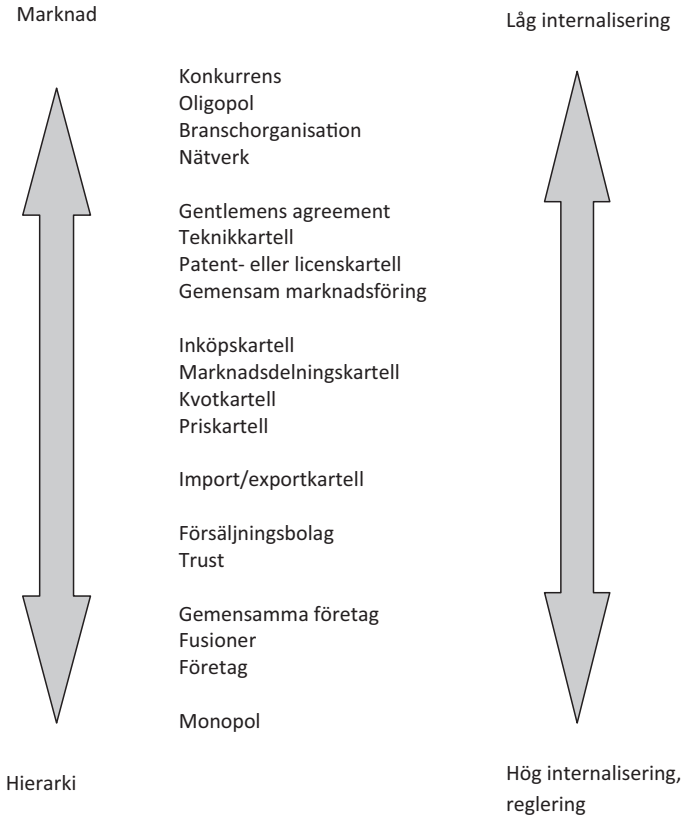 Marknad
Låg internalisering
Konkurrens
Oligopol
Branschorganisation
Nätverk
Gentlemens agreement
Teknikkartell
Patent- eller licenskartell
Gemensam marknadsföring
Inköpskartell
Marknadsdelningskartell
Kvotkartell
Priskartell
Import/exportkartell
Försäljningsbolag
Trust
Gemensamma företag
Fusioner
Företag
Monopol
Hierarki
Hög internalisering,
reglering